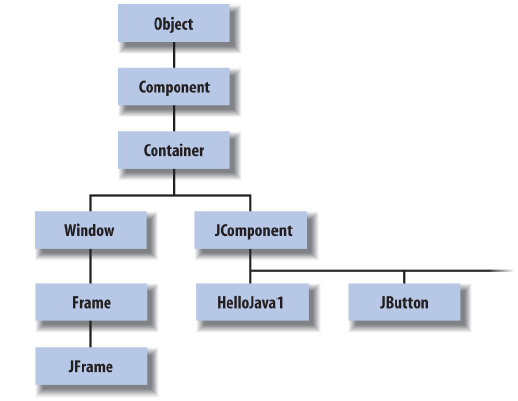 Object
Component
Container
Window
JComponent
Frame
HelloJava1
JButton
JFrame